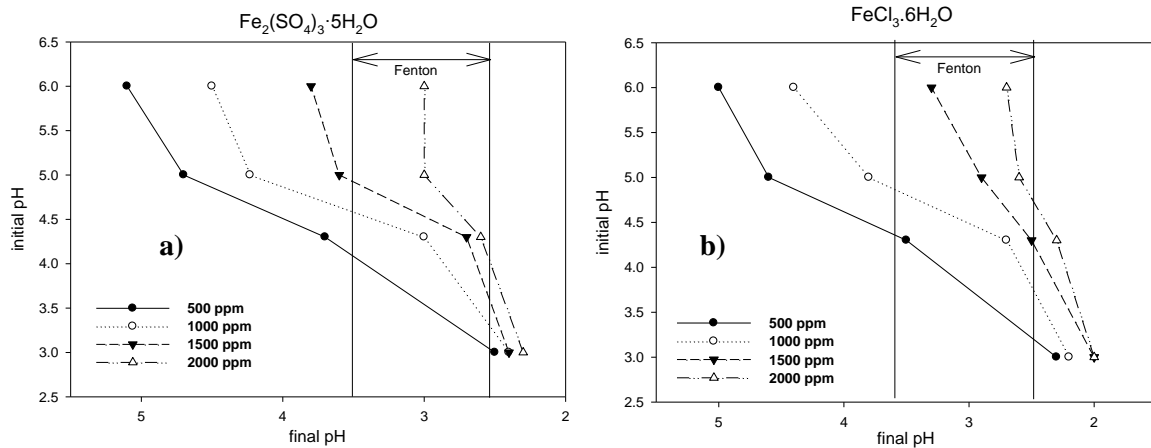 Fe2(SO4)3·5H2O
6.5
6.0
5.5
5.0
4.5
4.0
3.5
3.0
2.5
initial pH
Fenton
a)
500 ppm
1000 ppm
1500 ppm
2000 ppm
5
4
3
2
final pH
FeCl3.6H2O
6.5
6.0
5.5
5.0
4.5
4.0
3.5
3.0
2.5
initial pH
Fenton
b)
500 ppm
1000 ppm
1500 ppm
2000 ppm
5
4
3
2
final pH